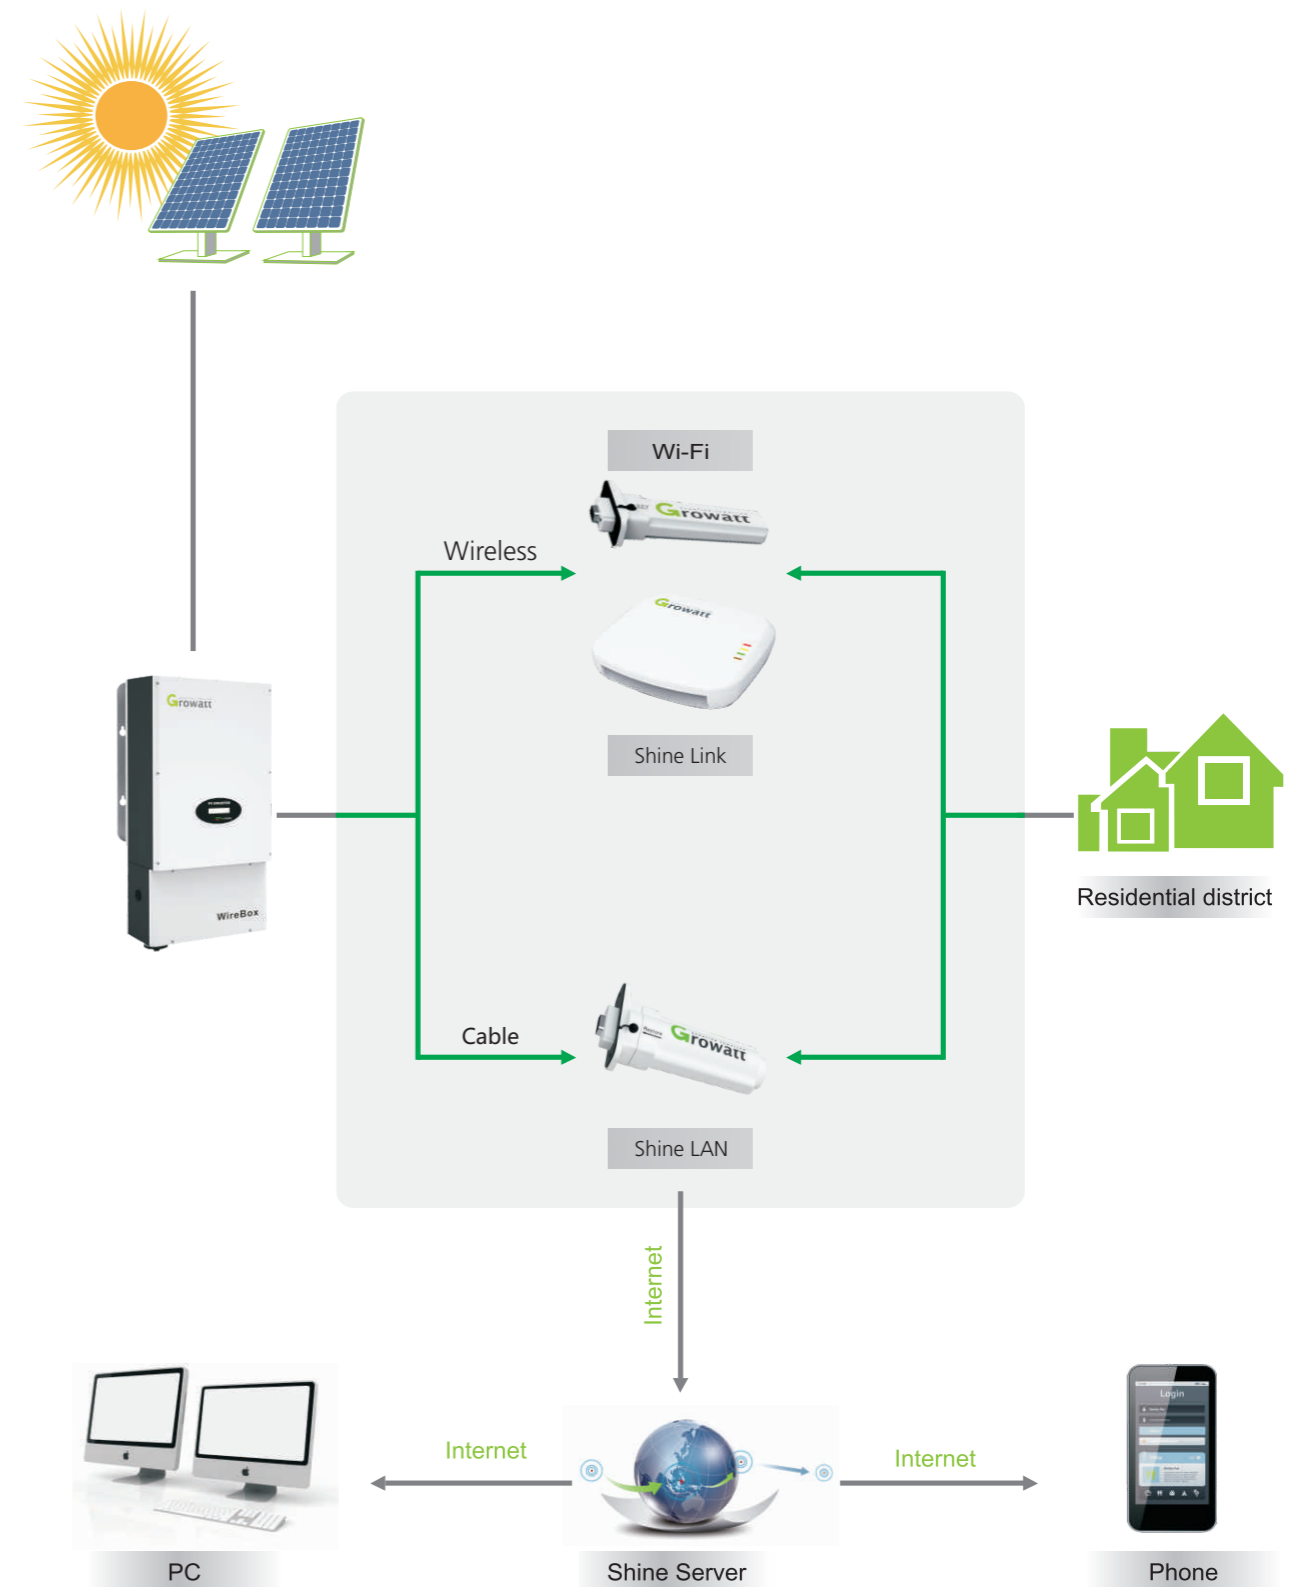 Wi-Fi
Growatt
Wireless
Growatt
Growatt
Shine Link
WireBox
Residential district
Cable
Growatt
Shine LAN
Internet
Login
Internet
Internet
PC
Shine Server
Phone